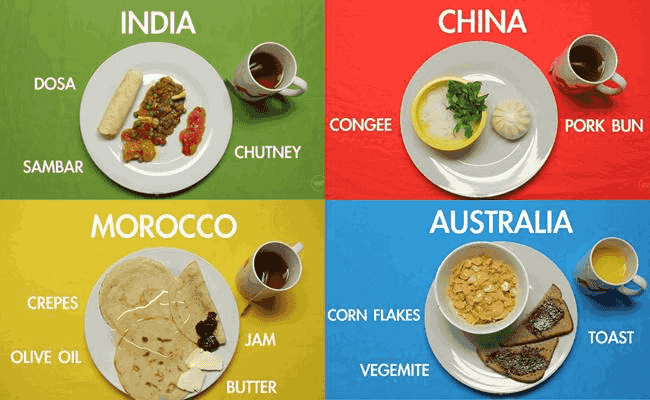 INDIA
DOSA
SAMBAR
CHUTNEY
CHINA
CONGEE
PORK BUN
MOROCCO
CREPES
OLIVE OIL
JAM
BUTTER
AUSTRALIA
CORN FLAKES
VEGEMITE
TOAST